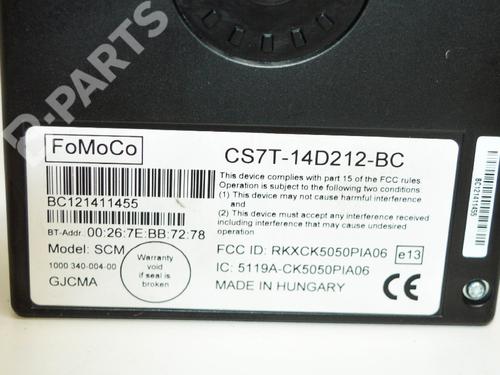 B-PARTS
FoMoCo
CS7T-14D212-BC
This device complies with part 15 of the FCC rules
Operation is subject to the following two conditions
(1) This device may not cause harmful interference
and
(2) This device must accept any interference received
including interference that may cause undesired
operation
BC121411455
BT-Addr. 00:26:7E:BB:72:78
Model: SCM
1000 340-004-00
GJCMA
Warranty
void
if seal is
broken
FCC ID: RKXCK5050PIA06
e13
IC: 5119A-CK5050PIA06
MADE IN HUNGARY
CE
BC121411455